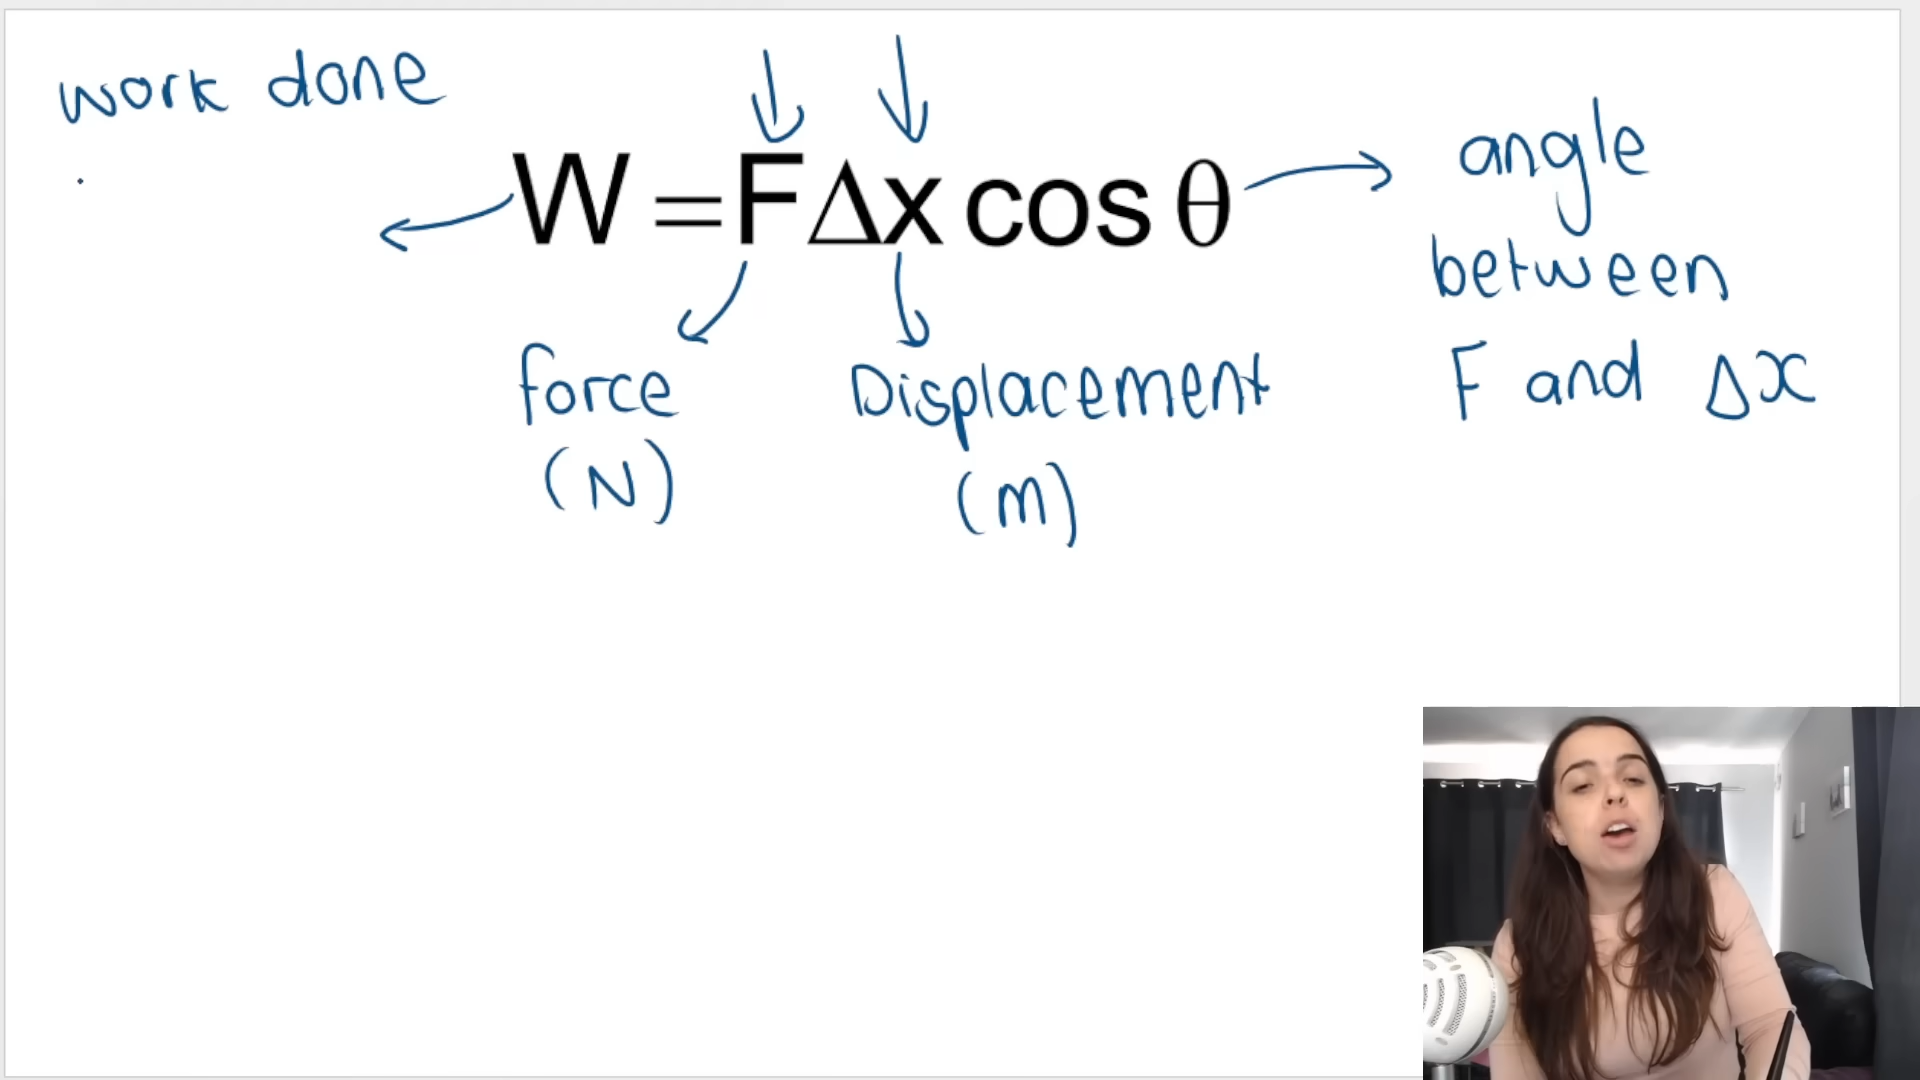 work done
W = FΔx cos θ
angle
between
F and Δx
force
(N)
Displacement
(m)